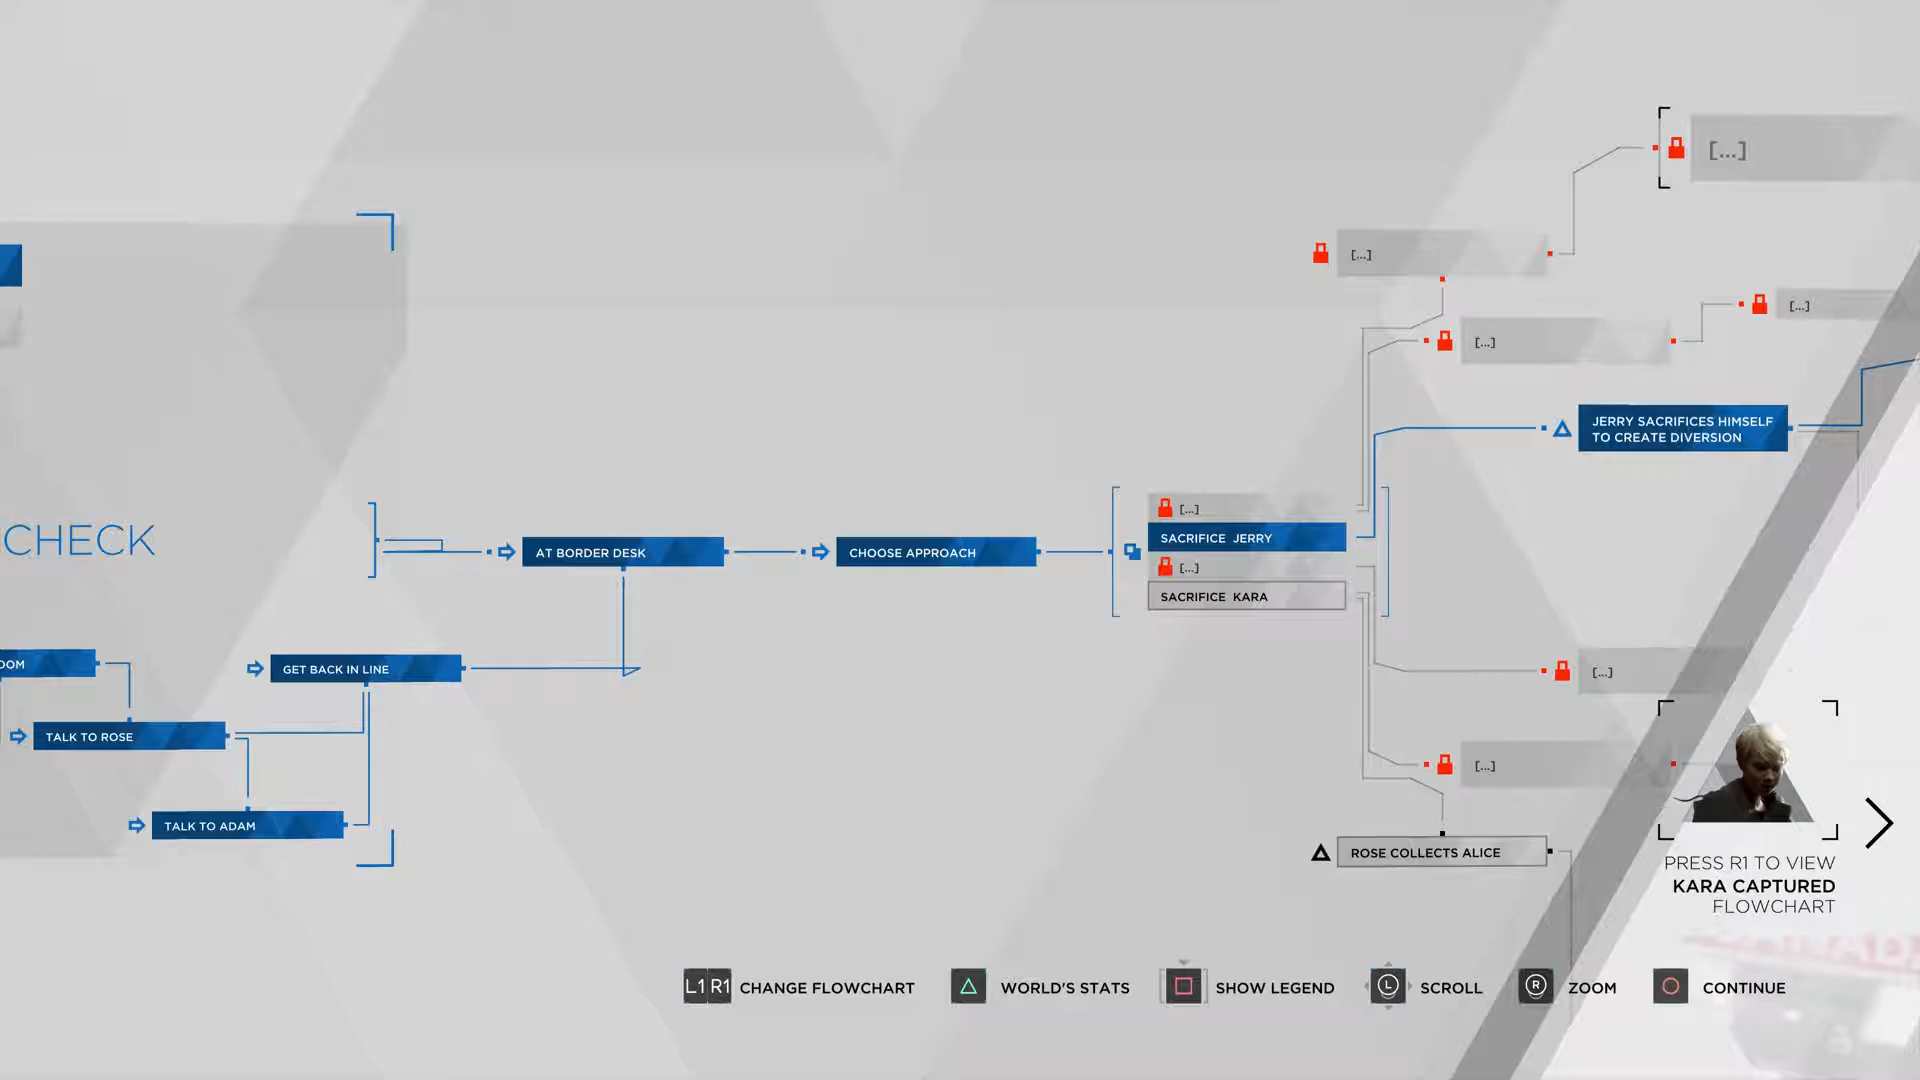 [...]
[...]
[...]
[...]
JERRY SACRIFICES HIMSELF
TO CREATE DIVERSION
CHECK
AT BORDER DESK
CHOOSE APPROACH
[...]
SACRIFICE JERRY
[...]
SACRIFICE KARA
OOM
GET BACK IN LINE
[...]
TALK TO ROSE
[...]
TALK TO ADAM
ROSE COLLECTS ALICE
PRESS R1 TO VIEW
KARA CAPTURED
FLOWCHART
L1 R1 CHANGE FLOWCHART
WORLD'S STATS
SHOW LEGEND
L SCROLL
R ZOOM
CONTINUE